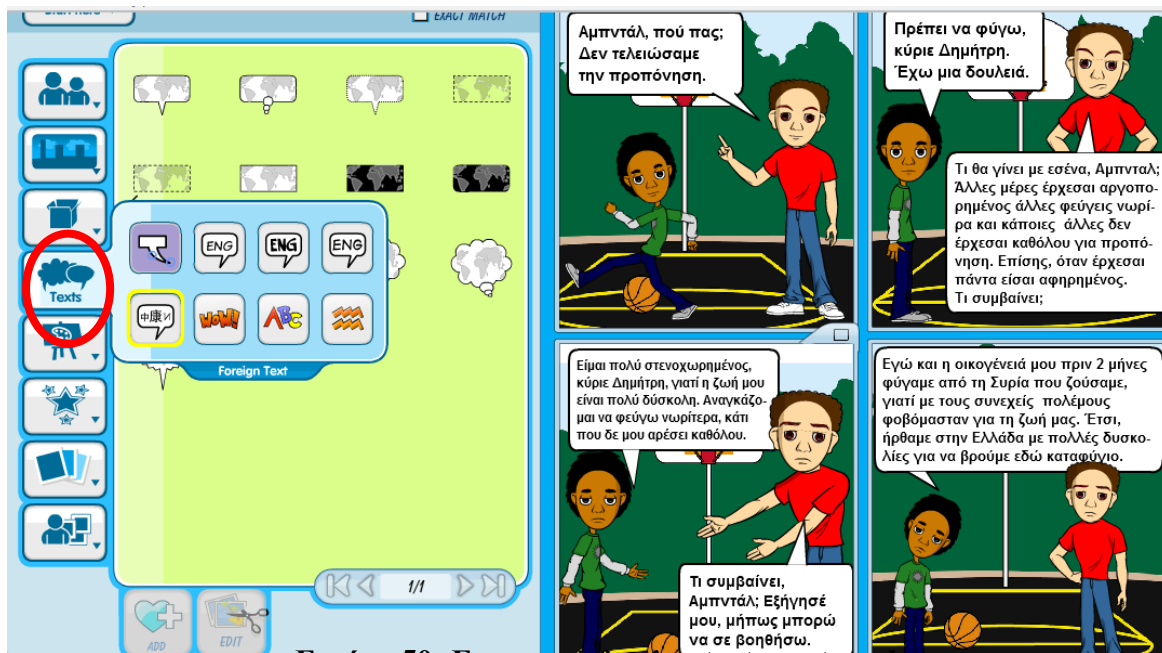 EXACT MATCH
Texts
ENG
ENG
ENG
中康И
WOW!
ABC
Foreign Text
1/1
ADD
EDIT
Αμπντάλ, πού πας;
Δεν τελειώσαμε
την προπόνηση.
Πρέπει να φύγω,
κύριε Δημήτρη.
Έχω μια δουλειά.
Τι θα γίνει με εσένα, Αμπνταλ;
Άλλες μέρες έρχεσαι αργοπο-
ρημένος άλλες φεύγεις νωρί-
ρα και κάποιες άλλες δεν
έρχεσαι καθόλου για προπό-
νηση. Επίσης, όταν έρχεσαι
πάντα είσαι αφηρημένος.
Τι συμβαίνει;
Είμαι πολύ στενοχωρημένος,
κύριε Δημήτρη, γιατί η ζωή μου
είναι πολύ δύσκολη. Αναγκάζο-
μαι να φεύγω νωρίτερα, κάτι
που δε μου αρέσει καθόλου.
Τι συμβαίνει,
Αμπντάλ; Εξήγησέ
μου, μήπως μπορώ
να σε βοηθήσω.
Εγώ και η οικογένειά μου πριν 2 μήνες
φύγαμε από τη Συρία που ζούσαμε,
γιατί με τους συνεχείς πολέμους
φοβόμασταν για τη ζωή μας. Έτσι,
ήρθαμε στην Ελλάδα με πολλές δυσκο-
λίες για να βρούμε εδώ καταφύγιο.